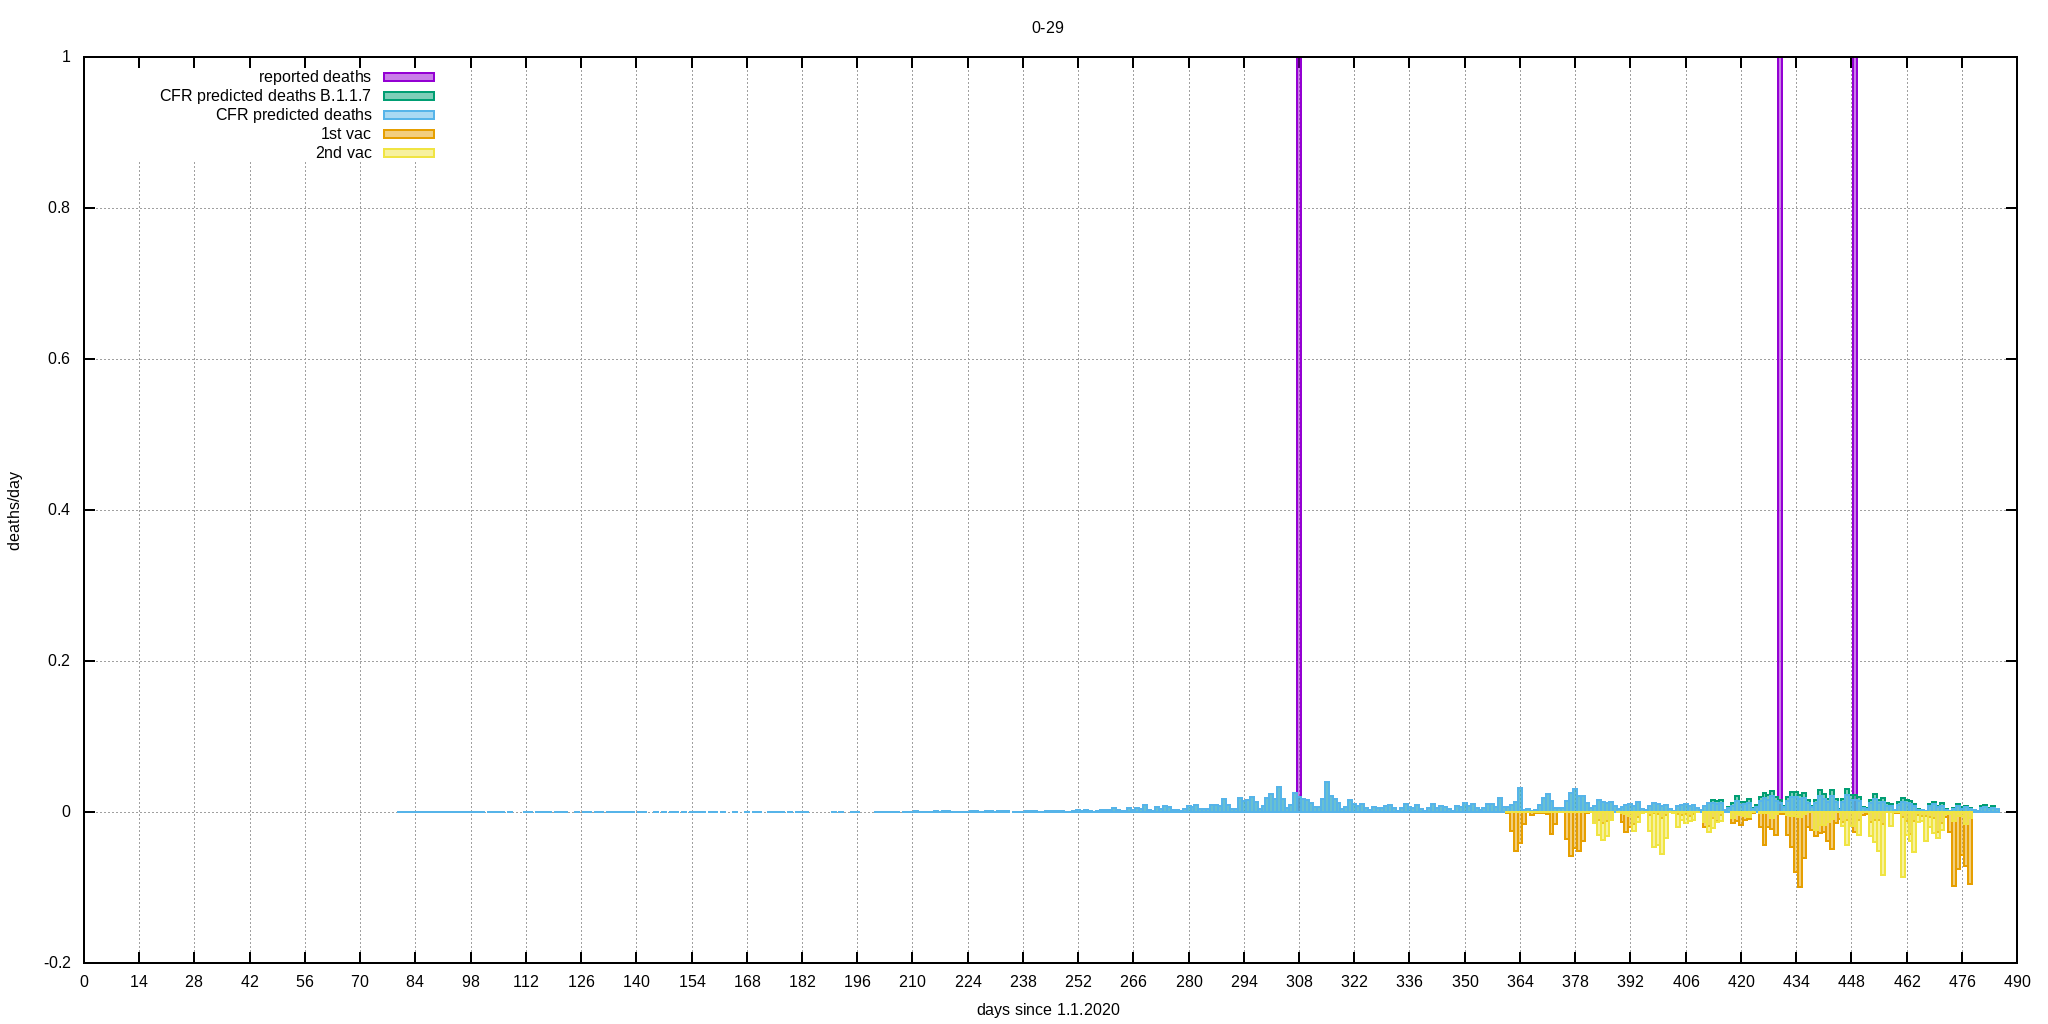 0-29
1
0.8
0.6
0.4
0.2
0
-0.2
deaths/day
reported deaths
CFR predicted deaths B.1.1.7
CFR predicted deaths
1st vac
2nd vac
0 14 28 42 56 70 84 98 112 126 140 154 168 182 196 210 224 238 252 266 280 294 308 322 336 350 364 378 392 406 420 434 448 462 476 490
days since 1.1.2020